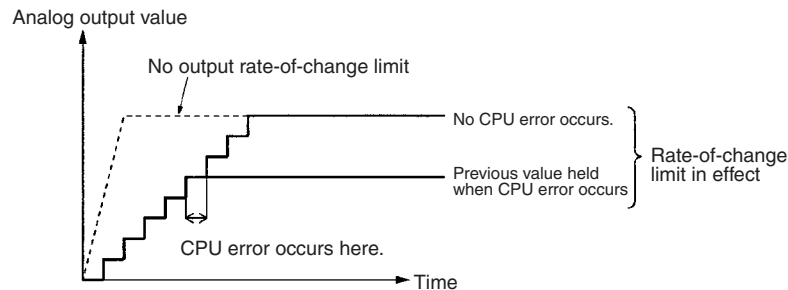 Analog output value
No output rate-of-change limit
No CPU error occurs.
Previous value held
when CPU error occurs
Rate-of-change
limit in effect
CPU error occurs here.
Time